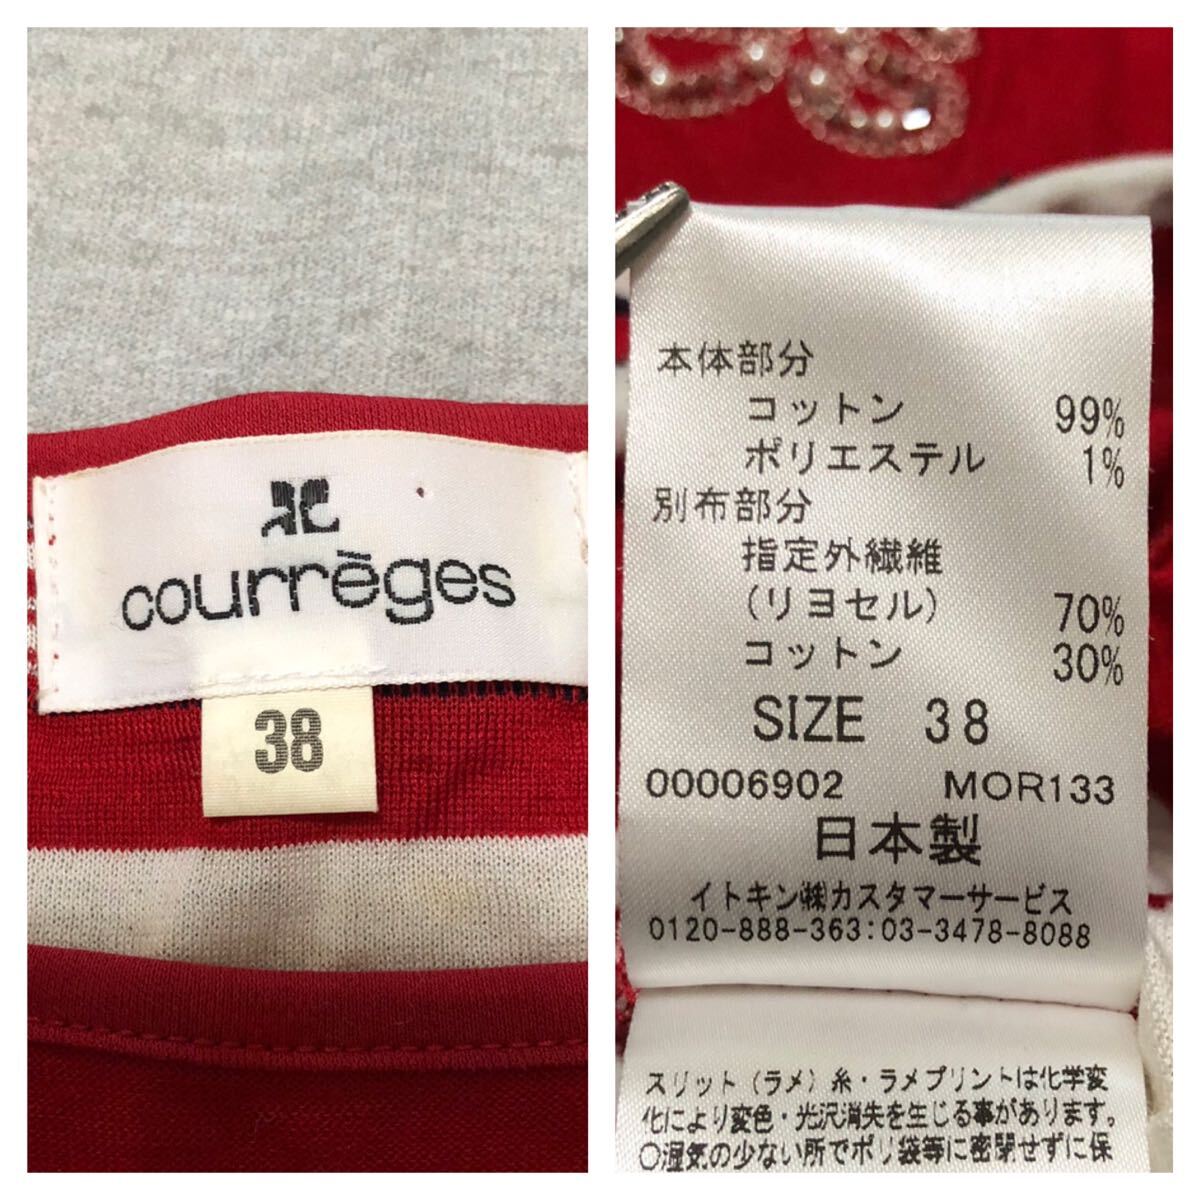 courrèges
38
本体部分
コットン 99%
ポリエステル 1%
別布部分
指定外繊維
(リヨセル) 70%
コットン 30%
SIZE 38
00006902 MOR133
日本製
イトキン㈱カスタマーサービス
0120-888-363:03-3478-8088
スリット(ラメ)糸・ラメプリントは化学変
化により変色・光沢消失を生じる事があります。
○湿気の少ない所でポリ袋等に密閉せずに保